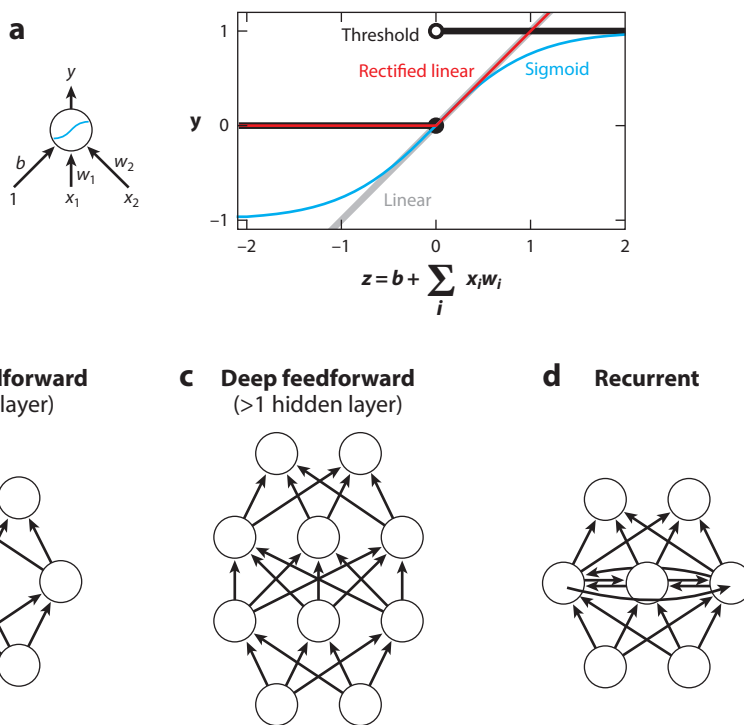 a
y
b
w1
w2
1
x1
x2
y
1
0
−1
Threshold
Rectified linear
Sigmoid
Linear
−2
−1
0
1
2
z = b + ∑ xiwi
i
lforward
layer)
c Deep feedforward
(>1 hidden layer)
d Recurrent